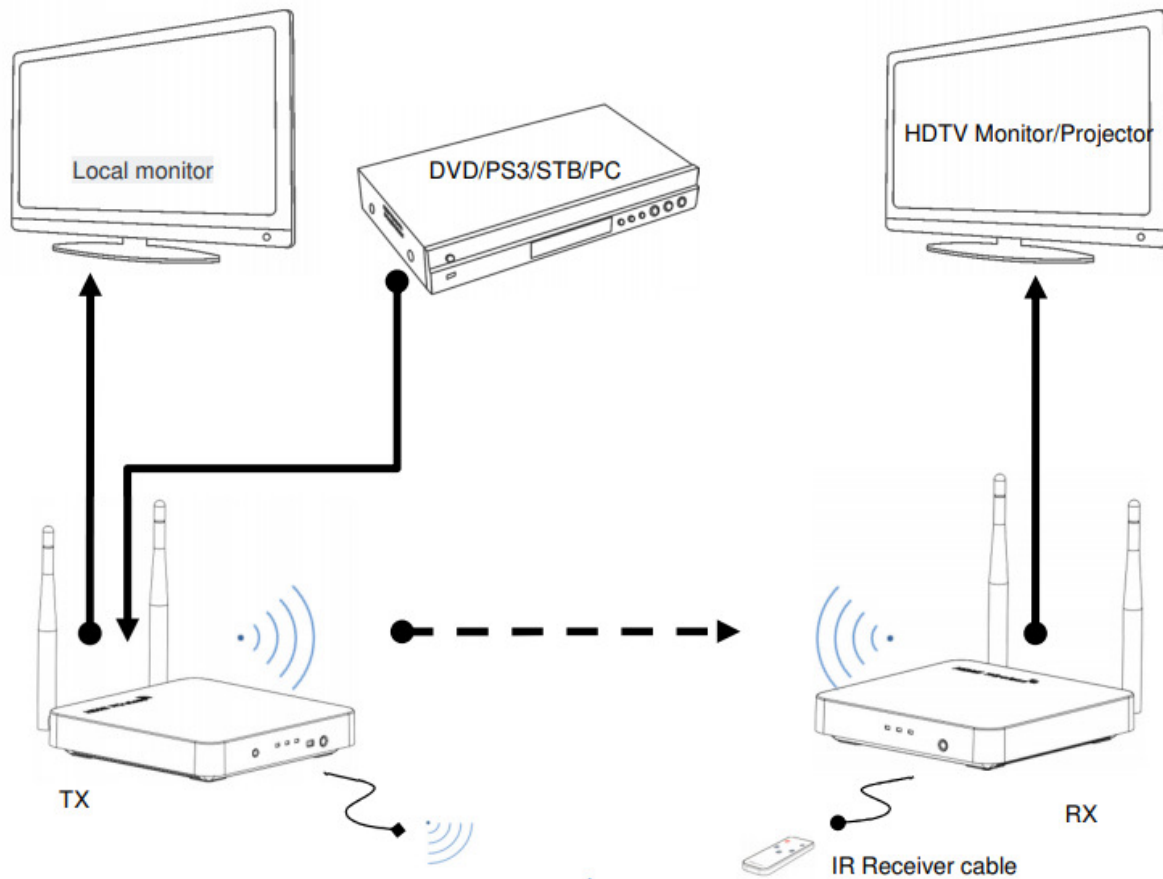 Local monitor
DVD/PS3/STB/PC
HDTV Monitor/Projector
TX
RX
IR Receiver cable